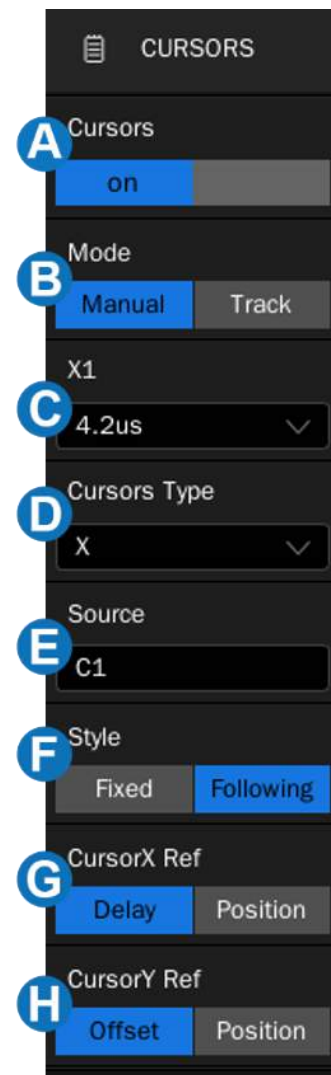 CURSORS
A
Cursors
on
B
Mode
Manual Track
C
X1
4.2us
D
Cursors Type
X
E
Source
C1
F
Style
Fixed Following
G
CursorX Ref
Delay Position
H
CursorY Ref
Offset Position